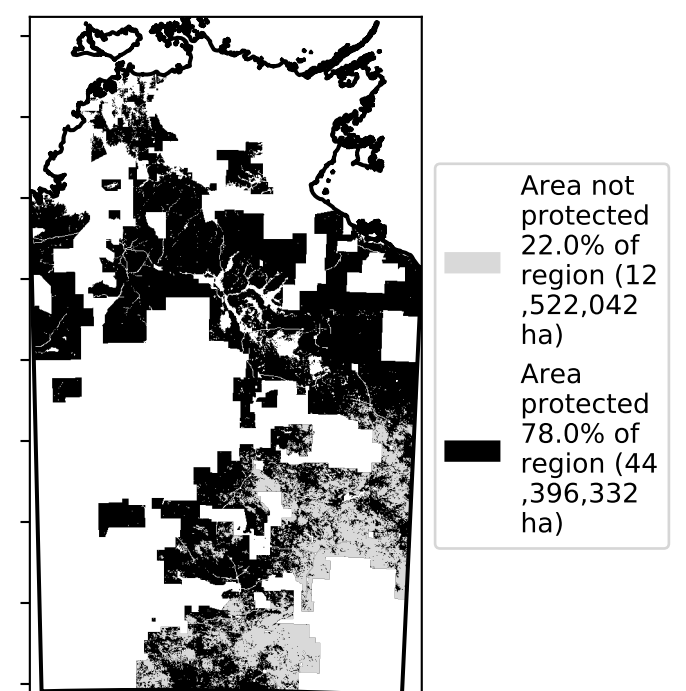 Area not
protected
22.0% of
region (12
,522,042
ha)
Area
protected
78.0% of
region (44
,396,332
ha)